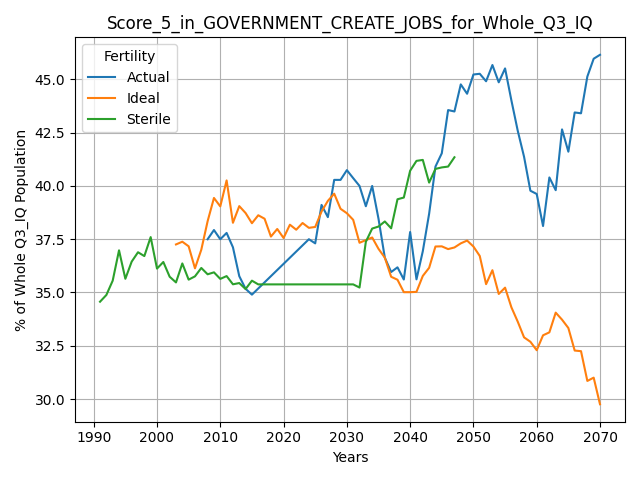 Score_5_in_GOVERNMENT_CREATE_JOBS_for_Whole_Q3_IQ
Fertility
Actual
Ideal
Sterile
% of Whole Q3_IQ Population
45.0
42.5
40.0
37.5
35.0
32.5
30.0
1990 2000 2010 2020 2030 2040 2050 2060 2070
Years